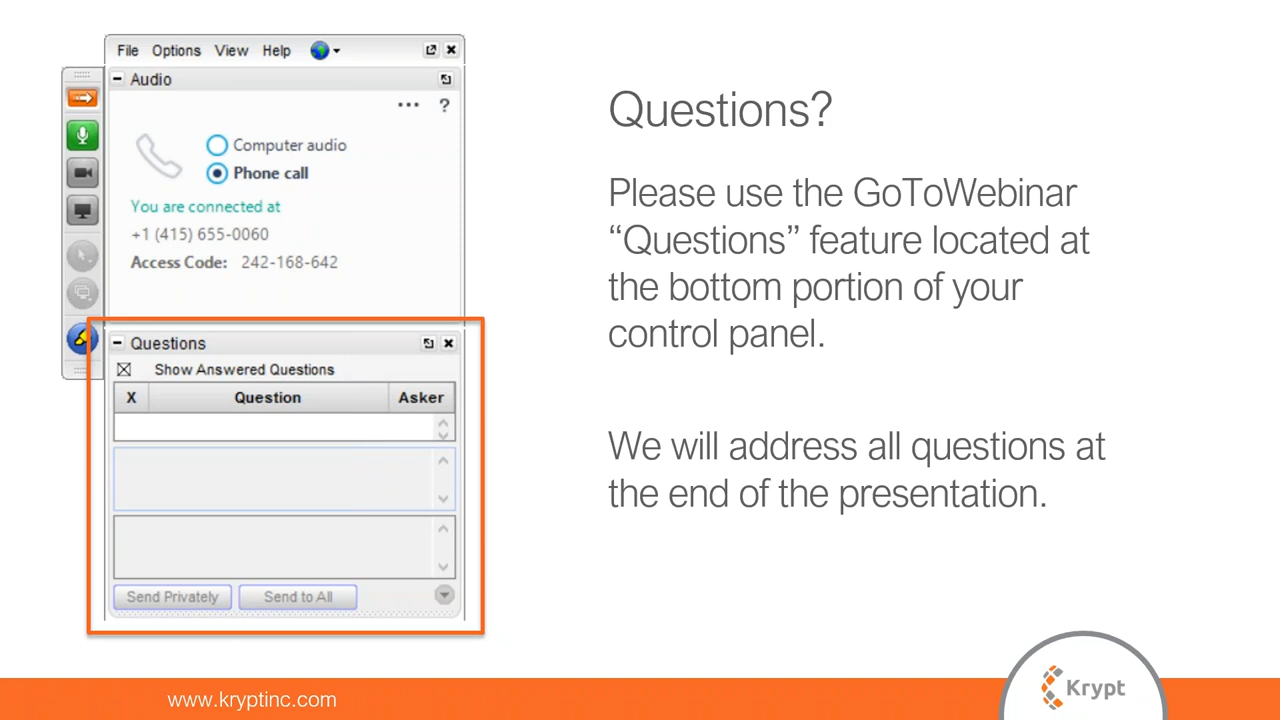 File Options View Help
Audio
... ?
Computer audio
Phone call
You are connected at
+1 (415) 655-0060
Access Code: 242-168-642
Questions
Show Answered Questions
X Question Asker
Send Privately Send to All
Questions?
Please use the GoToWebinar
“Questions” feature located at
the bottom portion of your
control panel.
We will address all questions at
the end of the presentation.
www.kryptinc.com
Krypt